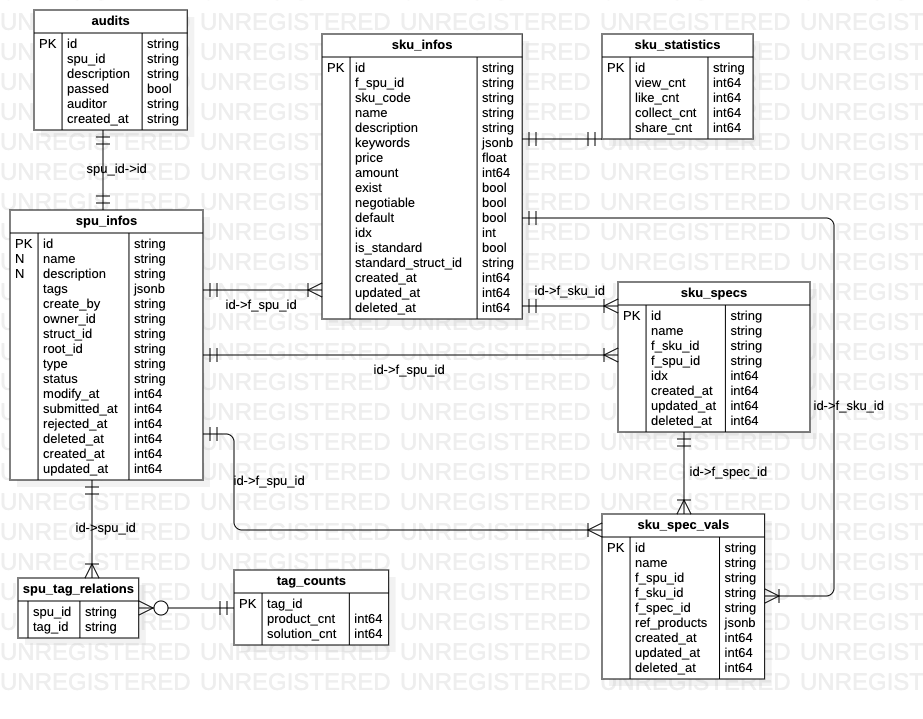 audits
PK id string
spu_id string
description string
passed bool
auditor string
created_at string
spu_id->id
spu_infos
PK id string
N name string
N description string
tags jsonb
create_by string
owner_id string
struct_id string
root_id string
type string
status string
modify_at int64
submitted_at int64
rejected_at int64
deleted_at int64
created_at int64
updated_at int64
id->spu_id
spu_tag_relations
spu_id string
tag_id string
tag_counts
PK tag_id
product_cnt int64
solution_cnt int64
sku_infos
PK id string
f_spu_id string
sku_code string
name string
description string
keywords jsonb
price float
amount int64
exist bool
negotiable bool
default bool
idx int
is_standard bool
standard_struct_id string
created_at int64
updated_at int64
deleted_at int64
id->f_spu_id
id->f_spu_id
id->f_spu_id
sku_statistics
PK id string
view_cnt int64
like_cnt int64
collect_cnt int64
share_cnt int64
id->f_sku_id
sku_specs
PK id string
name string
f_sku_id string
f_spu_id string
idx int64
created_at int64
updated_at int64
deleted_at int64
id->f_sku_id
id->f_spec_id
sku_spec_vals
PK id string
name string
f_spu_id string
f_sku_id string
f_spec_id string
ref_products jsonb
created_at int64
updated_at int64
deleted_at int64
UNREGISTERED